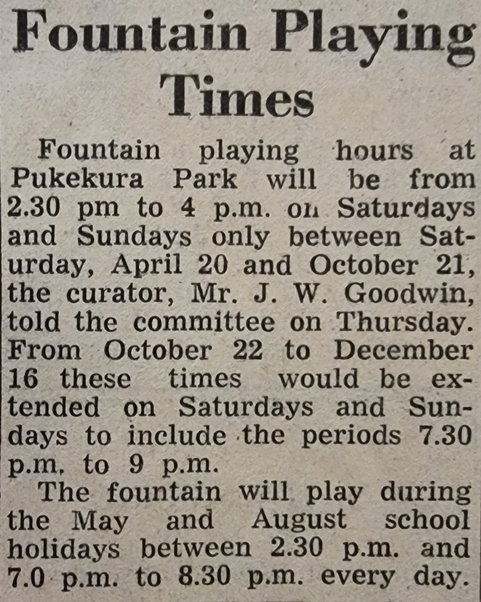 Fountain Playing
Times
Fountain playing hours at
Pukekura Park will be from
2.30 pm to 4 p.m. on Saturdays
and Sundays only between Sat-
urday, April 20 and October 21,
the curator, Mr. J. W. Goodwin,
told the committee on Thursday.
From October 22 to December
16 these times would be ex-
tended on Saturdays and Sun-
days to include the periods 7.30
p.m. to 9 p.m.
The fountain will play during
the May and August school
holidays between 2.30 p.m. and
7.0 p.m. to 8.30 p.m. every day.